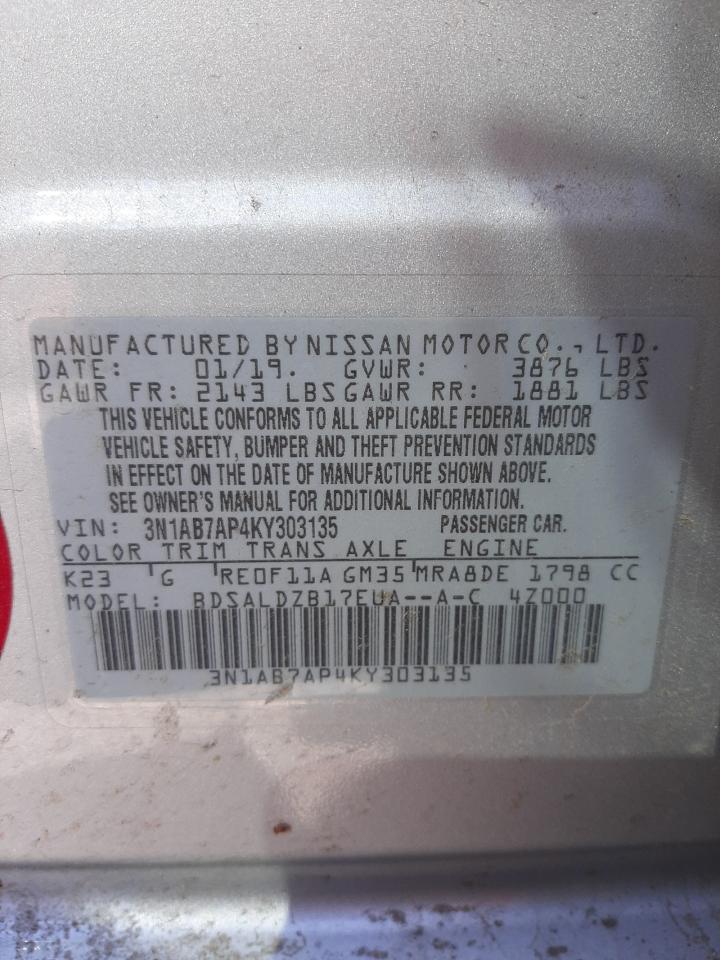 MANUFACTURED BY NISSAN MOTOR CO., LTD.
DATE: 01/19. GVWR: 3876 LBS
GAWR FR: 2143 LBS GAWR RR: 1881 LBS
THIS VEHICLE CONFORMS TO ALL APPLICABLE FEDERAL MOTOR
VEHICLE SAFETY, BUMPER AND THEFT PREVENTION STANDARDS
IN EFFECT ON THE DATE OF MANUFACTURE SHOWN ABOVE.
SEE OWNER'S MANUAL FOR ADDITIONAL INFORMATION.
VIN: 3N1AB7AP4KY303135 PASSENGER CAR.
COLOR TRIM TRANS AXLE ENGINE
K23 G RE0F11A GM35 MRA8DE 1798 CC
MODEL: BDSALDZB17EUA--A-C 4Z000
3N1AB7AP4KY303135